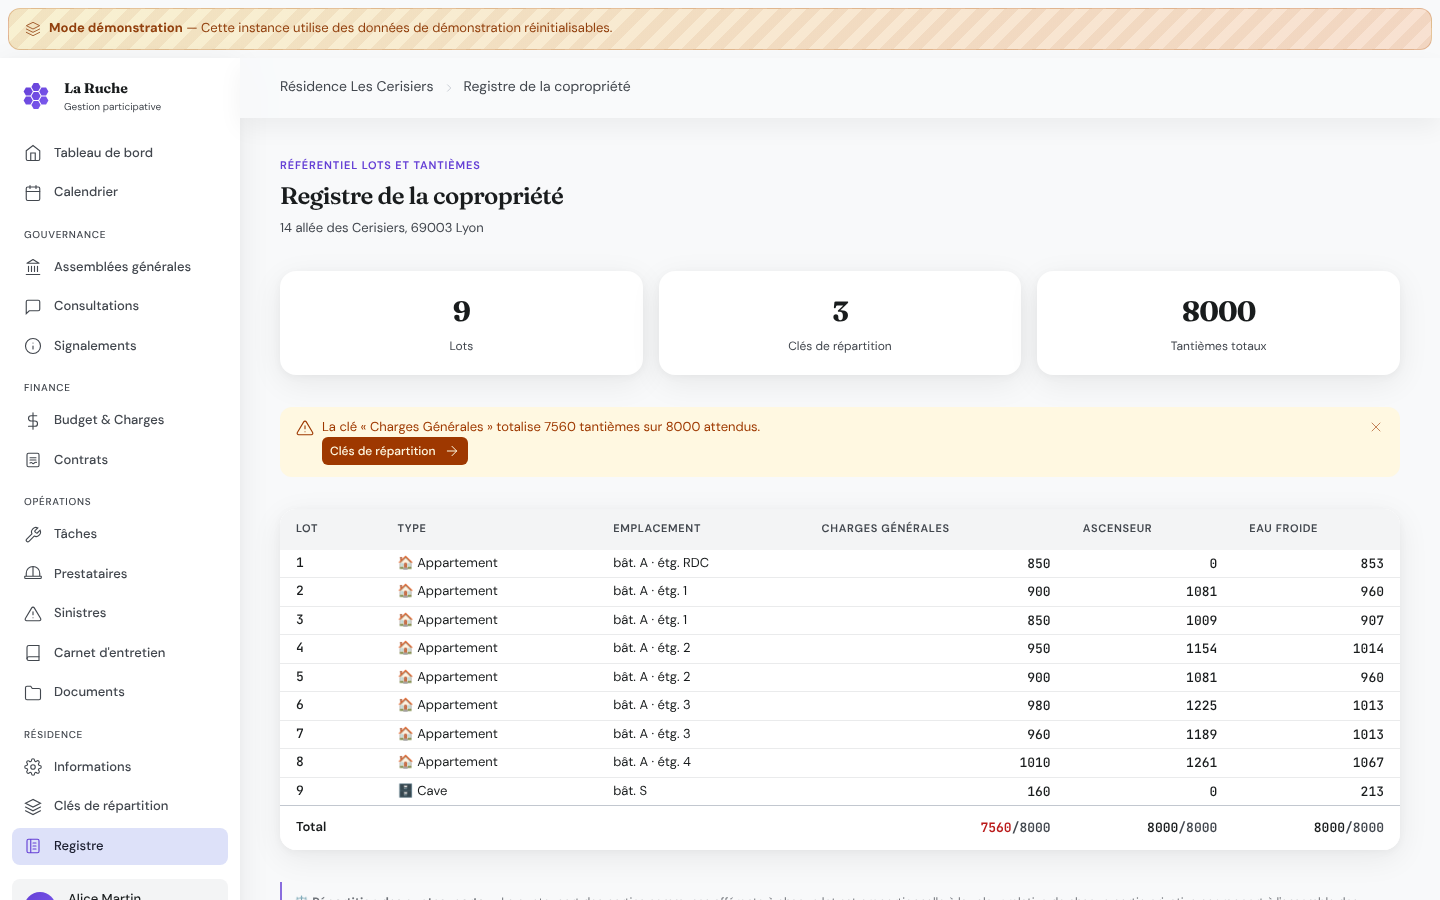 Mode démonstration — Cette instance utilise des données de démonstration réinitialisables.
La Ruche
Gestion participative
Tableau de bord
Calendrier
GOUVERNANCE
Assemblées générales
Consultations
Signalements
FINANCE
Budget & Charges
Contrats
OPÉRATIONS
Tâches
Prestataires
Sinistres
Carnet d'entretien
Documents
RÉSIDENCE
Informations
Clés de répartition
Registre
Alice Martin
Résidence Les Cerisiers > Registre de la copropriété
RÉFÉRENTIEL LOTS ET TANTIÈMES
Registre de la copropriété
14 allée des Cerisiers, 69003 Lyon
9
Lots
3
Clés de répartition
8000
Tantièmes totaux
La clé « Charges Générales » totalise 7560 tantièmes sur 8000 attendus.
Clés de répartition →
LOT TYPE EMPLACEMENT CHARGES GÉNÉRALES ASCENSEUR EAU FROIDE
1 Appartement bât. A · étg. RDC 850 0 853
2 Appartement bât. A · étg. 1 900 1081 960
3 Appartement bât. A · étg. 1 850 1009 907
4 Appartement bât. A · étg. 2 950 1154 1014
5 Appartement bât. A · étg. 2 900 1081 960
6 Appartement bât. A · étg. 3 980 1225 1013
7 Appartement bât. A · étg. 3 960 1189 1013
8 Appartement bât. A · étg. 4 1010 1261 1067
9 Cave bât. S 160 0 213
Total 7560/8000 8000/8000 8000/8000